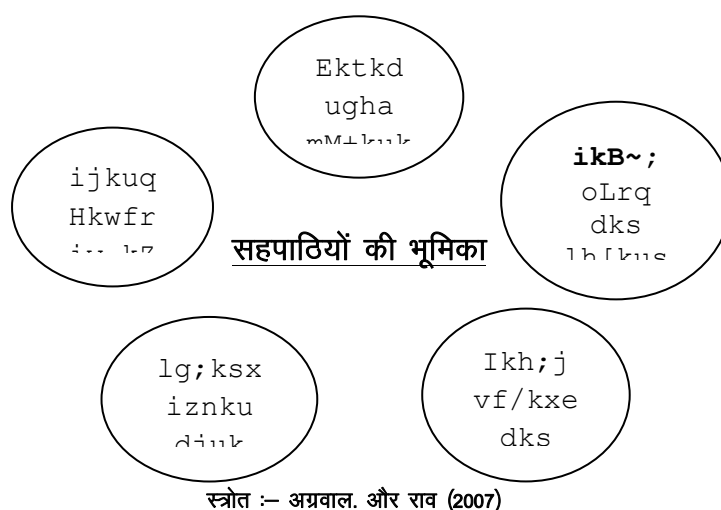 Ektkd
ugha
ijkuq
Hkwfr
ikB~;
oLrq
dks
सहपाठियों की भूमिका
lg;ksx
iznku
Ikh;j
vf/kxe
dks
स्त्रोत :– अग्रवाल. और राव (2007)